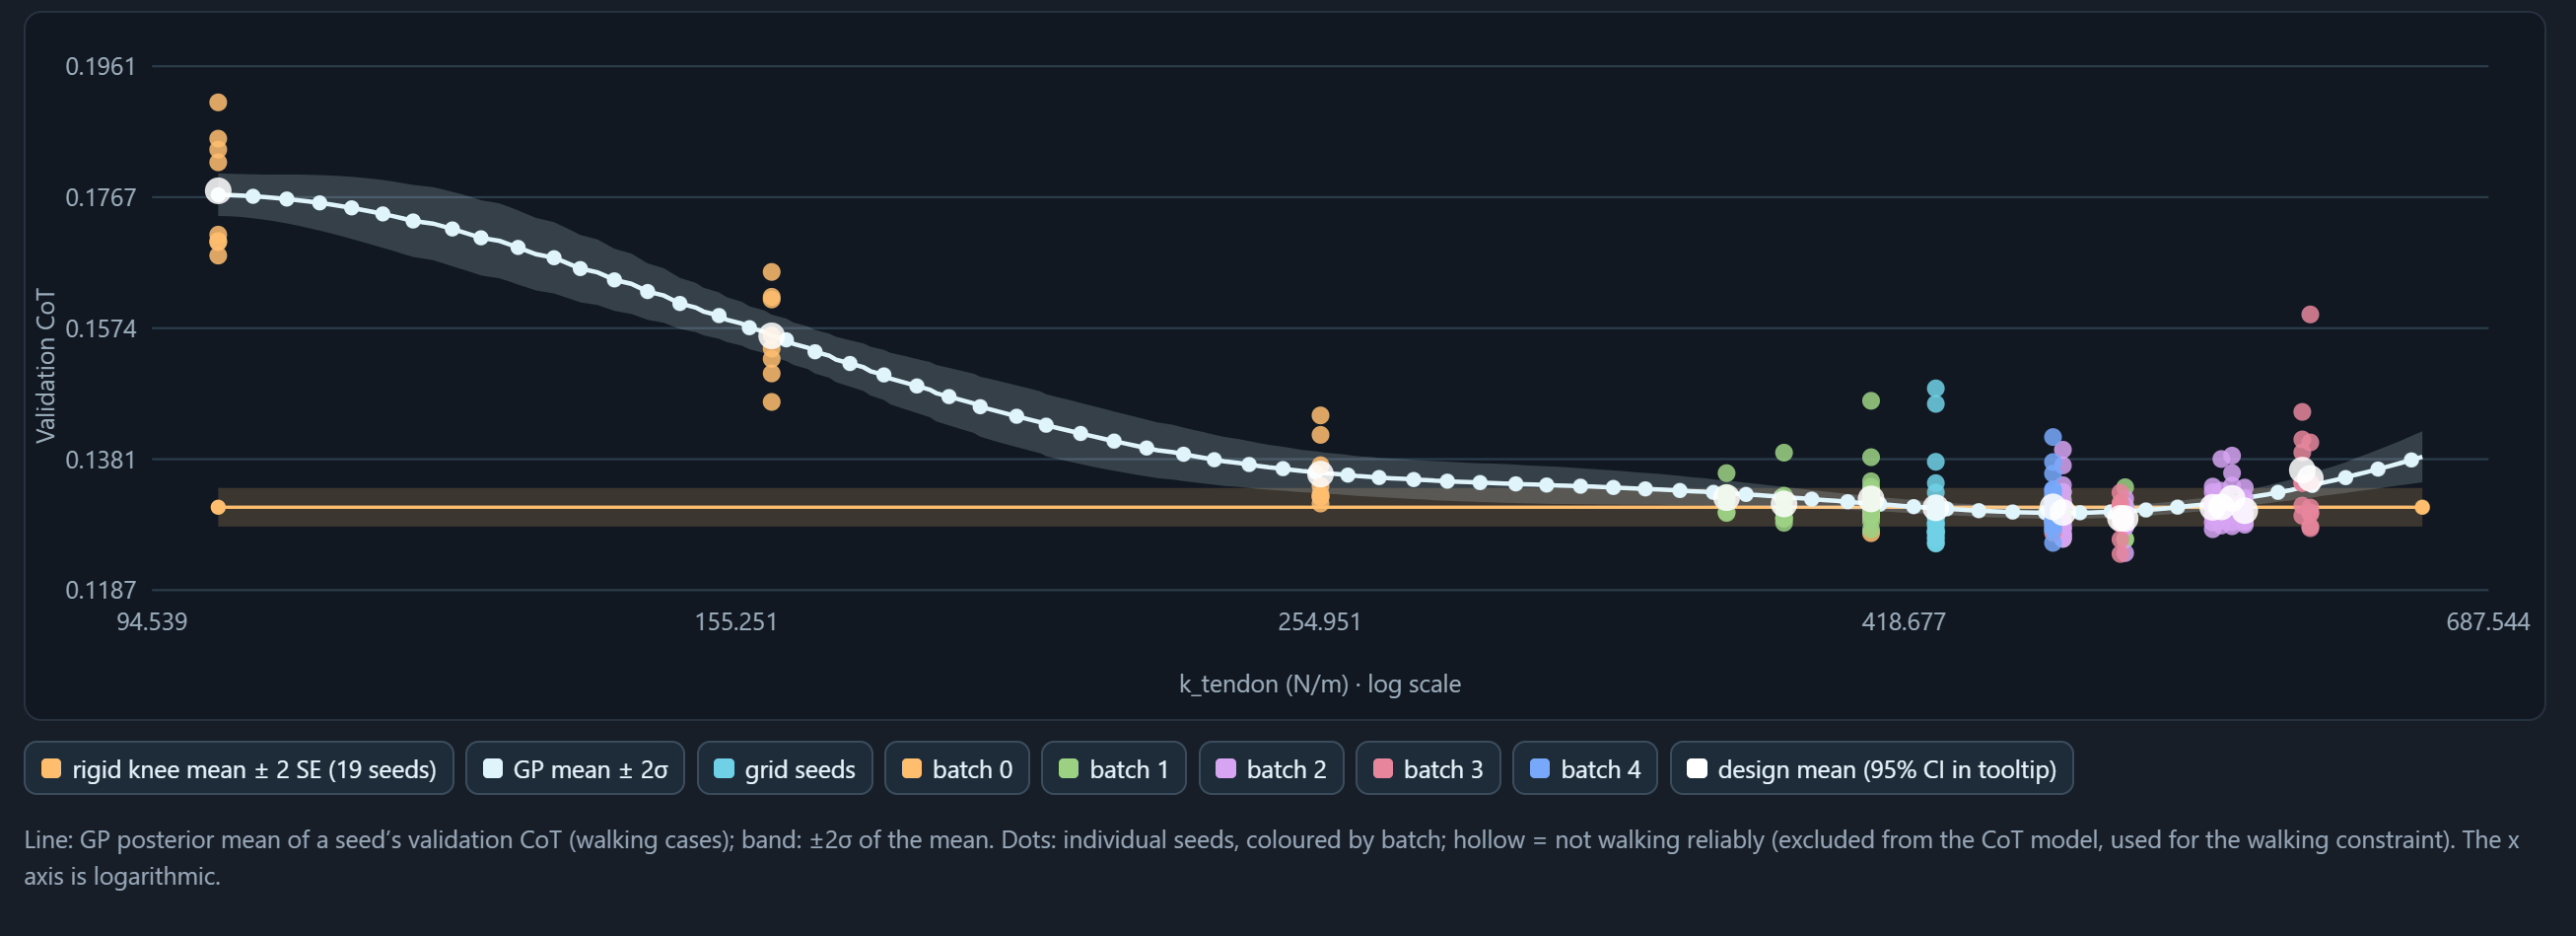 0.1961
0.1767
0.1574
0.1381
0.1187
Validation CoT
94.539 155.251 254.951 418.677 687.544
k_tendon (N/m) · log scale
rigid knee mean ± 2 SE (19 seeds) GP mean ± 2σ grid seeds batch 0 batch 1 batch 2 batch 3 batch 4 design mean (95% CI in tooltip)
Line: GP posterior mean of a seed’s validation CoT (walking cases); band: ±2σ of the mean. Dots: individual seeds, coloured by batch; hollow = not walking reliably (excluded from the CoT model, used for the walking constraint). The x
axis is logarithmic.